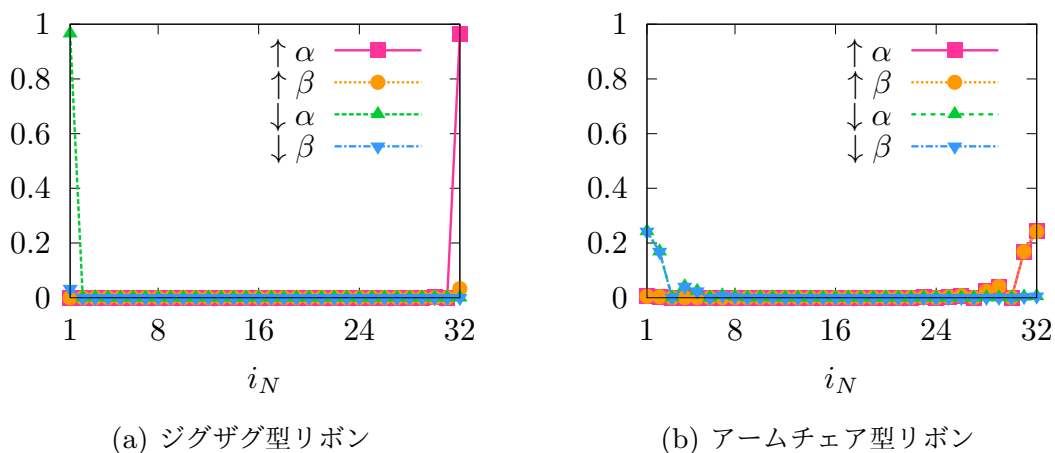 1
0.8
0.6
0.4
0.2
0
1 8 16 24 32
i_N
↑ α
↑ β
↓ α
↓ β
(a) ジグザグ型リボン
1
0.8
0.6
0.4
0.2
0
1 8 16 24 32
i_N
↑ α
↑ β
↓ α
↓ β
(b) アームチェア型リボン